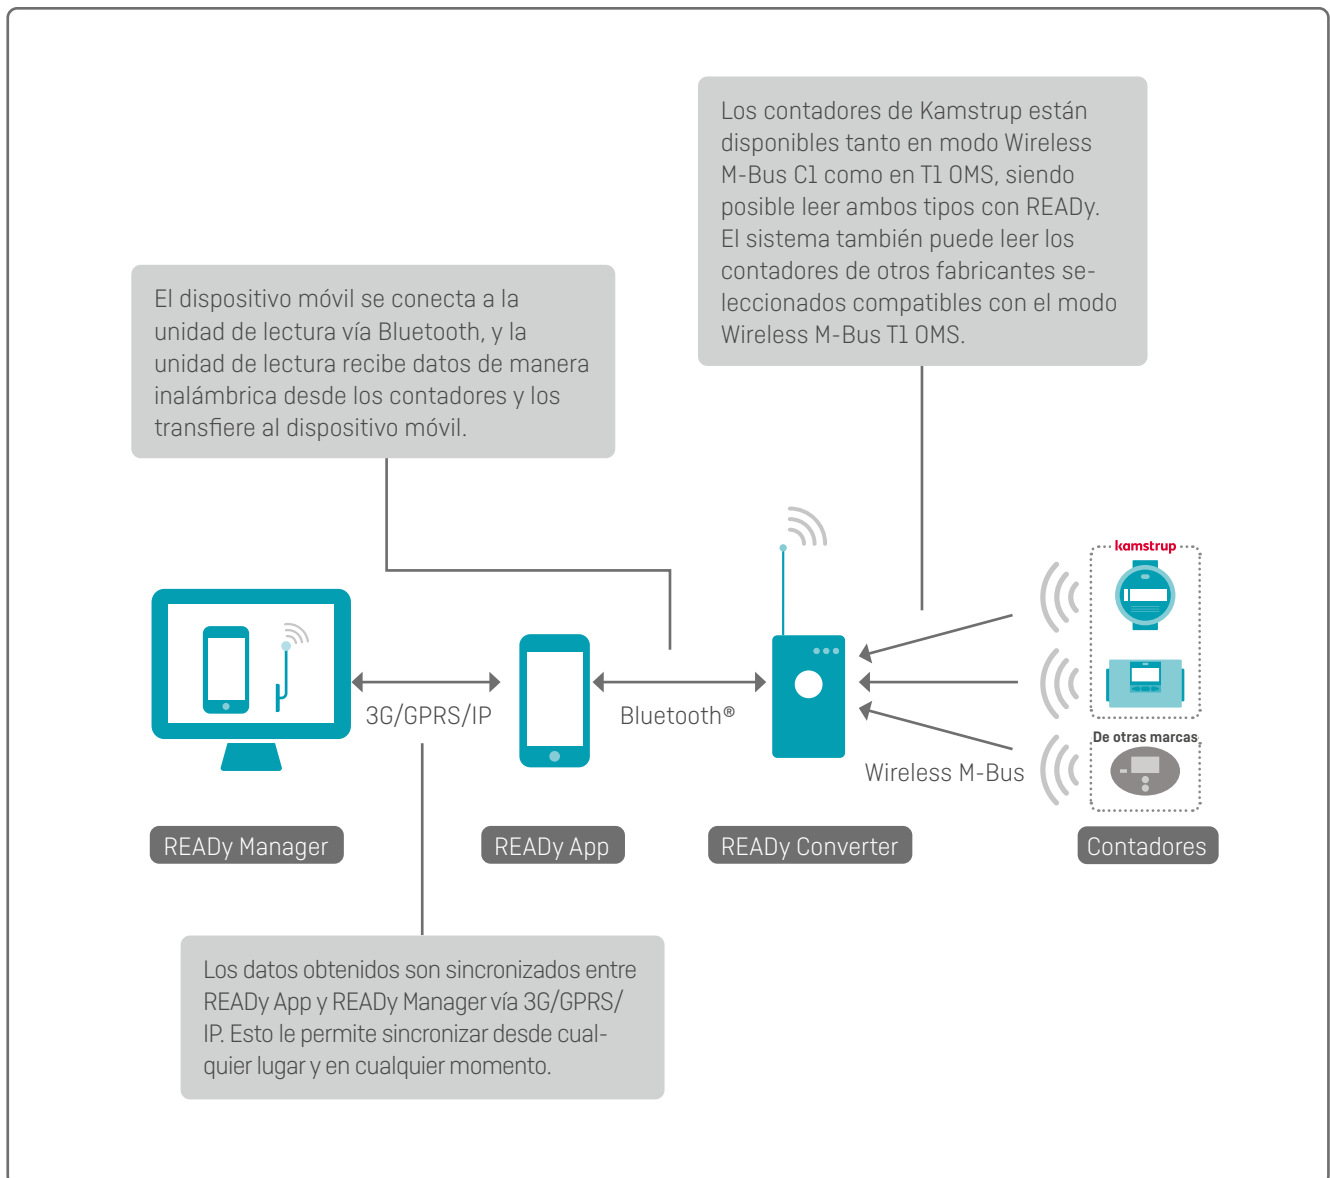 Los contadores de Kamstrup están
disponibles tanto en modo Wireless
M-Bus C1 como en T1 OMS, siendo
posible leer ambos tipos con READy.
El sistema también puede leer los
contadores de otros fabricantes se-
leccionados compatibles con el modo
Wireless M-Bus T1 OMS.
El dispositivo móvil se conecta a la
unidad de lectura vía Bluetooth, y la
unidad de lectura recibe datos de manera
inalámbrica desde los contadores y los
transfiere al dispositivo móvil.
kamstrup
3G/GPRS/IP
Bluetooth®
Wireless M-Bus
De otras marcas
READy Manager
READy App
READy Converter
Contadores
Los datos obtenidos son sincronizados entre
READy App y READy Manager vía 3G/GPRS/
IP. Esto le permite sincronizar desde cual-
quier lugar y en cualquier momento.